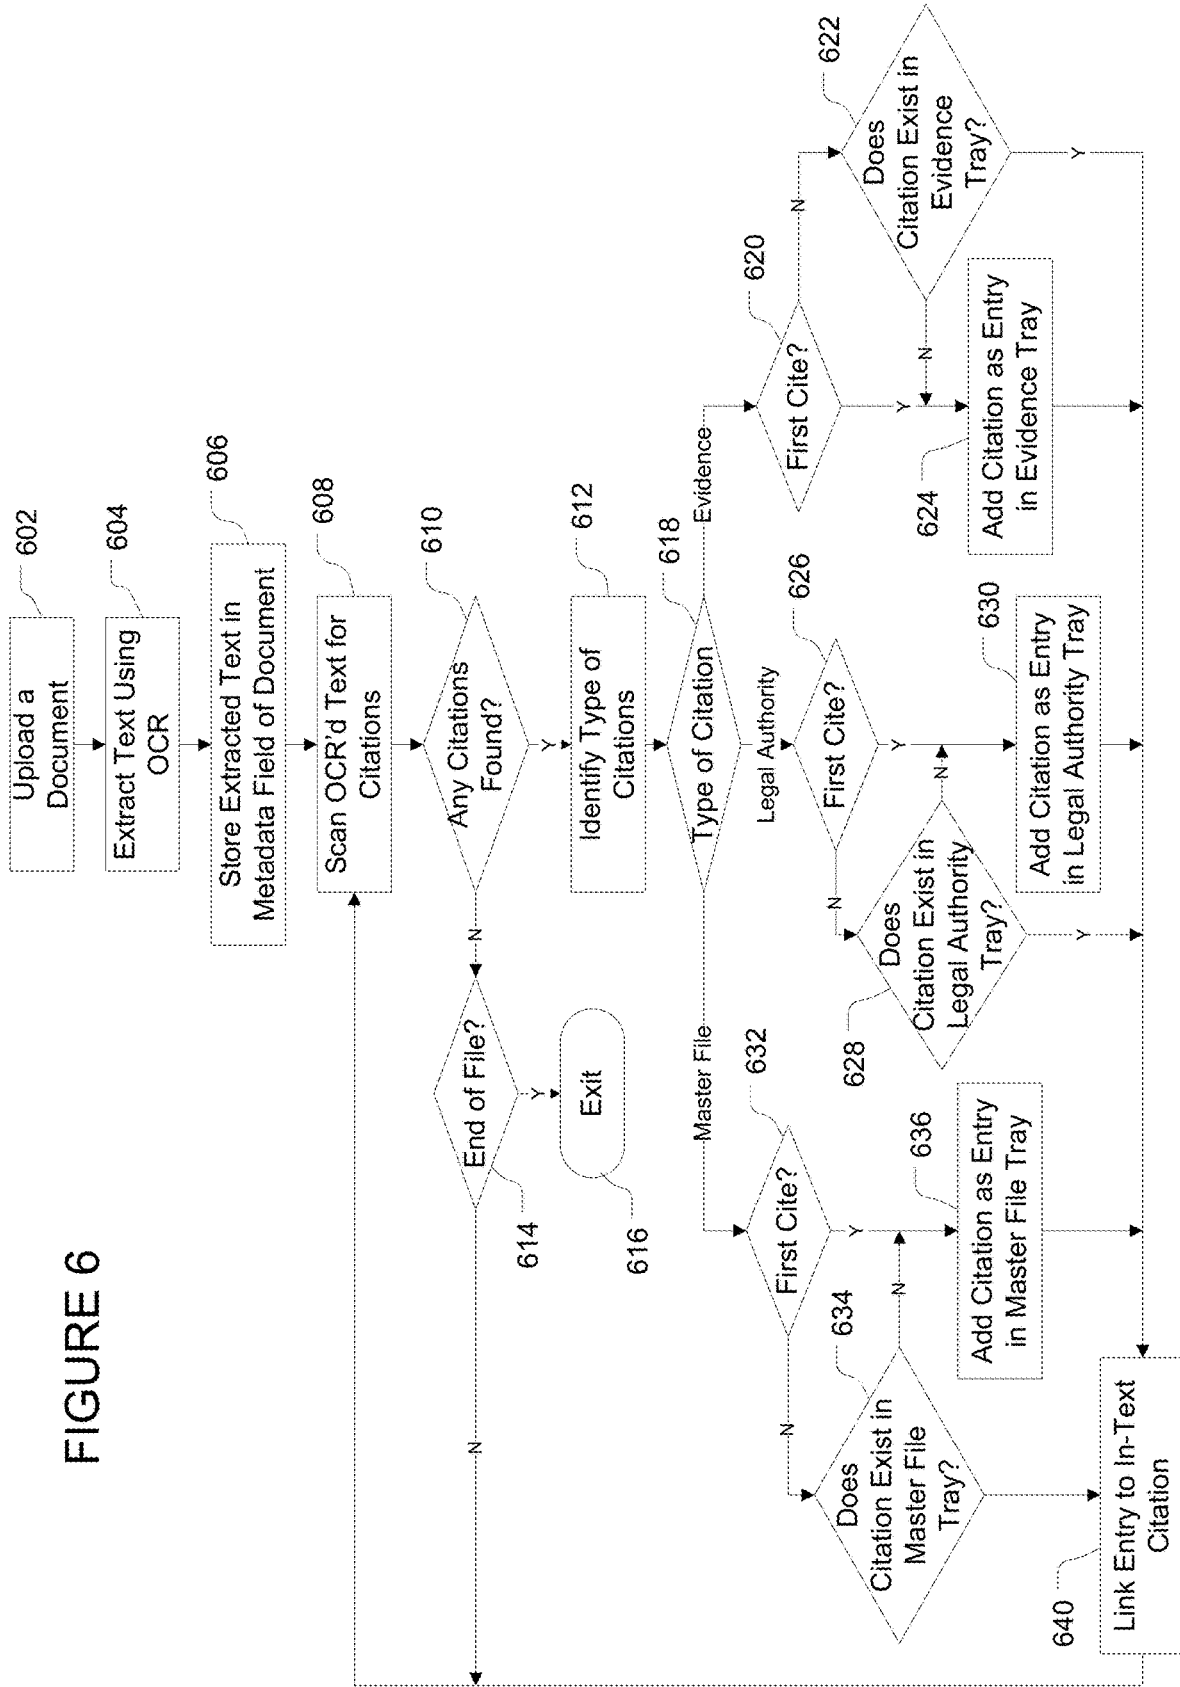 FIGURE 6
Upload a
Document
602
Extract Text Using
OCR
604
Store Extracted Text in
Metadata Field of Document
606
Scan OCR'd Text for
Citations
608
Any Citations
Found?
610
N
Y
End of File?
614
N
Y
Exit
616
Identify Type of
Citations
612
Type of Citation
618
Master File
Legal Authority
Evidence
First Cite?
632
N
Y
Does
Citation Exist in
Master File
Tray?
634
N
Add Citation as Entry
in Master File Tray
636
First Cite?
626
N
Y
Does
Citation Exist in
Legal Authority
Tray?
628
N
Y
Add Citation as Entry
in Legal Authority Tray
630
First Cite?
620
N
Y
Does
Citation Exist in
Evidence
Tray?
622
N
Y
Add Citation as Entry
in Evidence Tray
624
Link Entry to In-Text
Citation
640